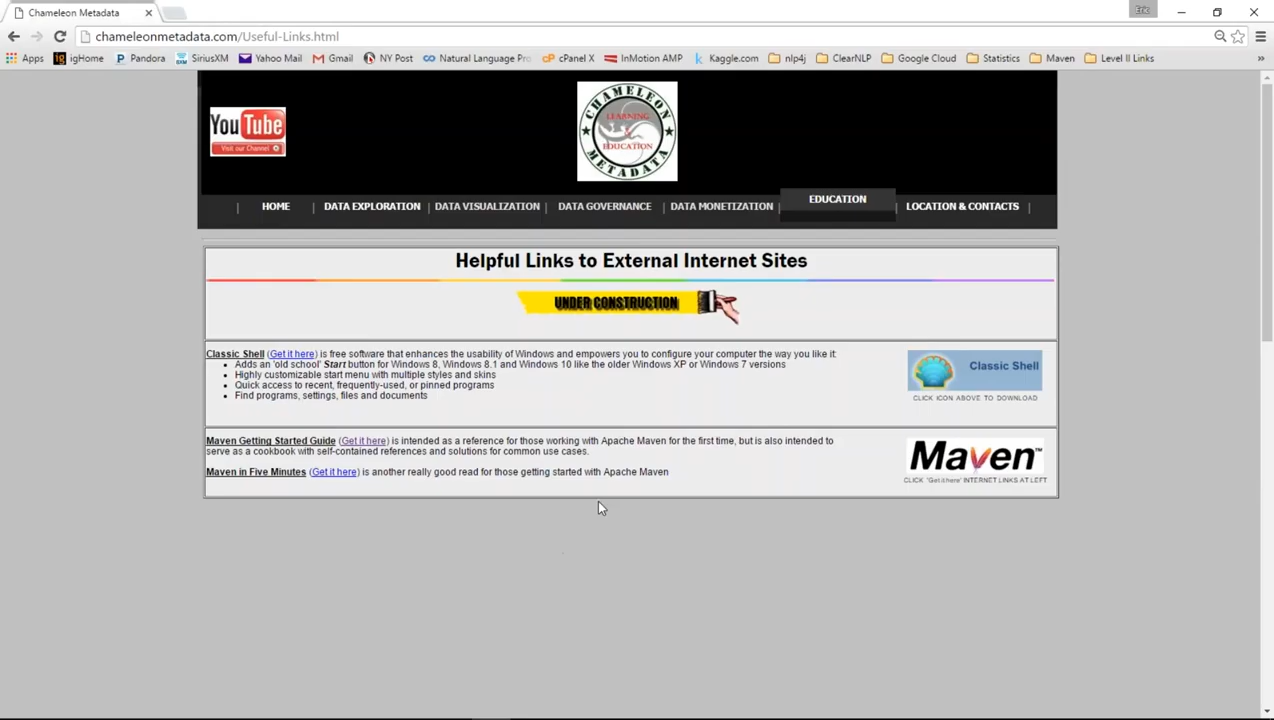 Chameleon Metadata
Eric
chameleonmetadata.com/Useful-Links.html
Apps igHome Pandora SiriusXM Yahoo Mail Gmail NY Post Natural Language Pro cPanel X InMotion AMP Kaggle.com nlp4j ClearNLP Google Cloud Statistics Maven Level II Links
You Tube
Visit our Channel
CHAMELEON
LEARNING
&
EDUCATION
METADATA
HOME | DATA EXPLORATION | DATA VISUALIZATION | DATA GOVERNANCE | DATA MONETIZATION | EDUCATION | LOCATION & CONTACTS
Helpful Links to External Internet Sites
UNDER CONSTRUCTION
Classic Shell (Get it here) is free software that enhances the usability of Windows and empowers you to configure your computer the way you like it:
• Adds an 'old school' Start button for Windows 8, Windows 8.1 and Windows 10 like the older Windows XP or Windows 7 versions
• Highly customizable start menu with multiple styles and skins
• Quick access to recent, frequently-used, or pinned programs
• Find programs, settings, files and documents
Classic Shell
CLICK ICON ABOVE TO DOWNLOAD
Maven Getting Started Guide (Get it here) is intended as a reference for those working with Apache Maven for the first time, but is also intended to
serve as a cookbook with self-contained references and solutions for common use cases.
Maven in Five Minutes (Get it here) is another really good read for those getting started with Apache Maven
Maven™
CLICK 'Get it here' INTERNET LINKS AT LEFT